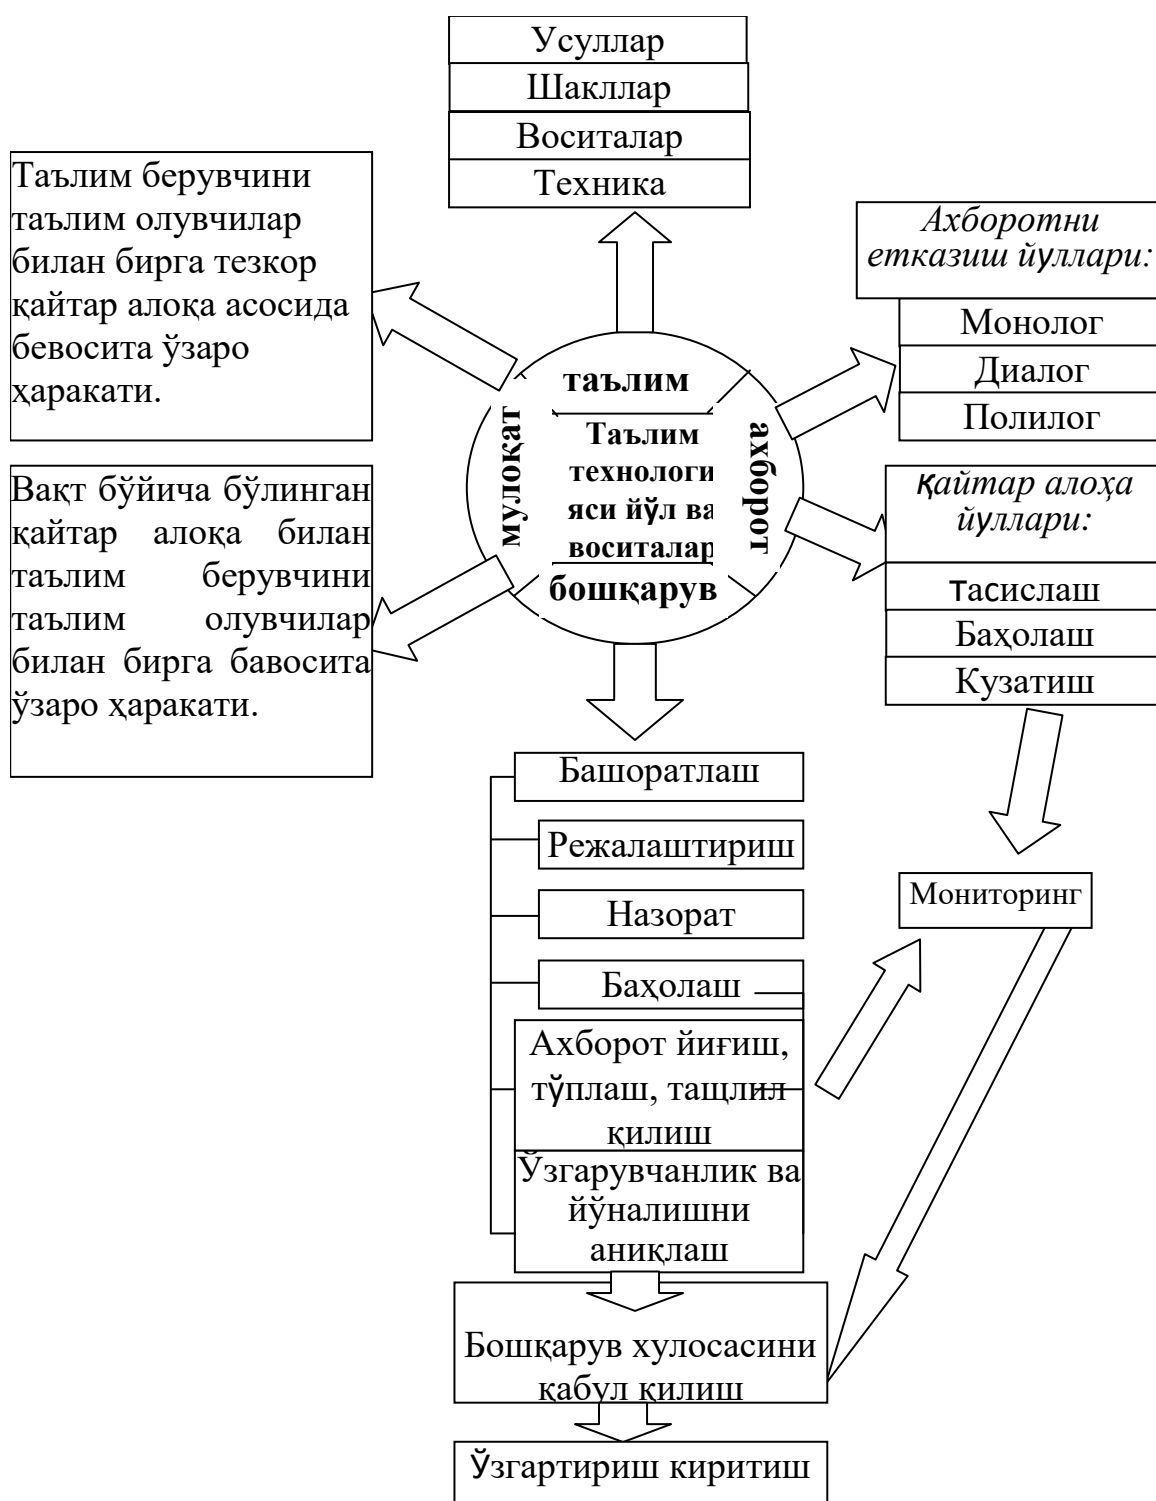 Усуллар
Шакллар
Воситалар
Техника
Таълим берувчини
таълим олувчилар
билан бирга тезкор
қайтар алоқа асосида
бевосита ўзаро
ҳаракати.
Вақт бўйича бўлинган
қайтар алоқа билан
таълим берувчини
таълим олувчилар
билан бирга бавосита
ўзаро ҳаракати.
таълим
мулоқат
Таълим
технологи
яси йўл ва
воситалар
ахборот
бошқарув
Ахборотни
етказиш йуллари:
Монолог
Диалог
Полилог
Қайтар алоҳа
йуллари:
Тасислаш
Баҳолаш
Кузатиш
Башоратлаш
Режалаштириш
Назорат
Баҳолаш
Ахборот йиғиш,
тўплаш, тащлил
қилиш
Ўзгарувчанлик ва
йўналишни
аниқлаш
Мониторинг
Бошқарув хулосасини
қабул қилиш
Ўзгартириш киритиш